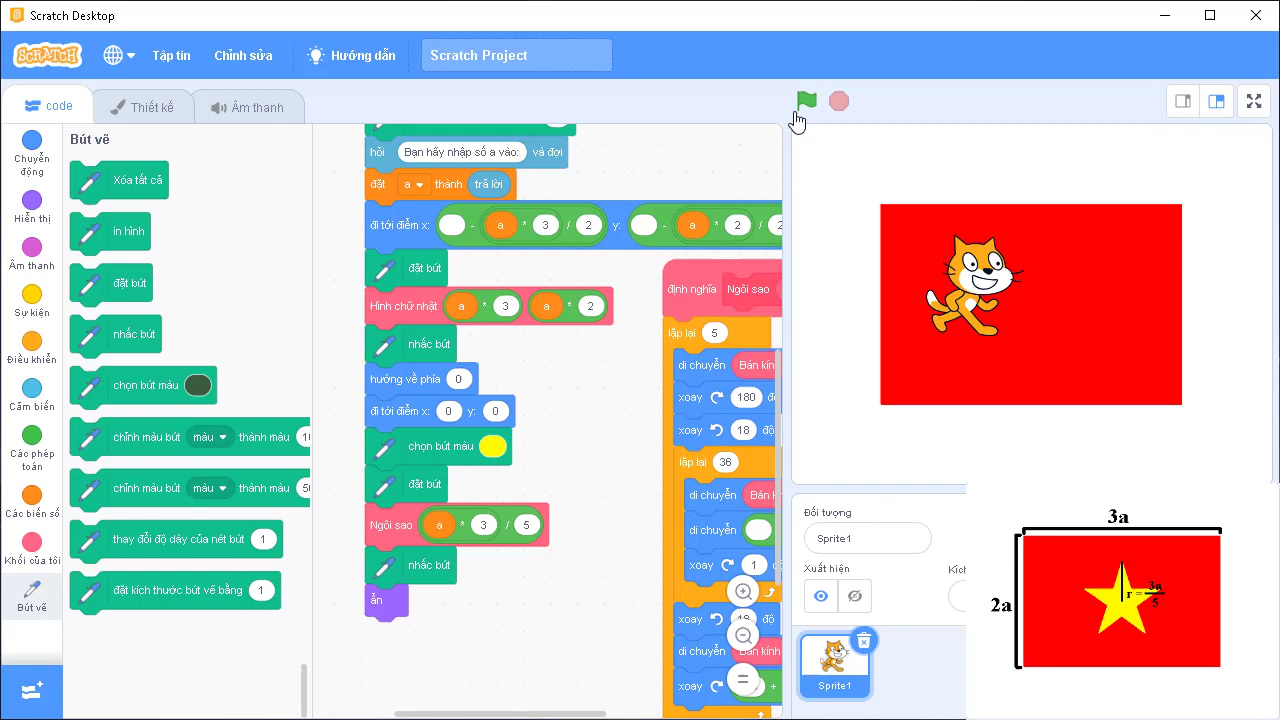 Scratch Desktop
SCRATCH
Tập tin
Chỉnh sửa
Hướng dẫn
Scratch Project
code
Thiết kế
Âm thanh
Chuyển động
Hiển thị
Âm thanh
Sự kiện
Điều khiển
Cảm biến
Các phép toán
Các biến số
Khối của tôi
Bút vẽ
Bút vẽ
Xóa tất cả
in hình
đặt bút
nhấc bút
chọn bút màu
chỉnh màu bút màu thành màu
chỉnh màu bút màu thành màu
thay đổi độ dày của nét bút 1
đặt kích thước bút vẽ bằng 1
hỏi Bạn hãy nhập số a vào: và đợi
đặt a thành trả lời
đi tới điểm x: - a * 3 / 2 y: - a * 2 /
đặt bút
Hình chữ nhật a * 3 a * 2
nhấc bút
hướng về phía 0
đi tới điểm x: 0 y: 0
chọn bút màu
đặt bút
Ngôi sao a * 3 / 5
nhấc bút
ẩn
định nghĩa Ngôi sao
lặp lại 5
di chuyển Bán kính
xoay 180
xoay 18 độ
lặp lại 36
di chuyển
di chuyển
xoay 1
xoay 18 độ
di chuyển Bán kính
xoay +
Đối tượng
Sprite1
Xuất hiện
Sprite1
3a
2a
r = 3a
5